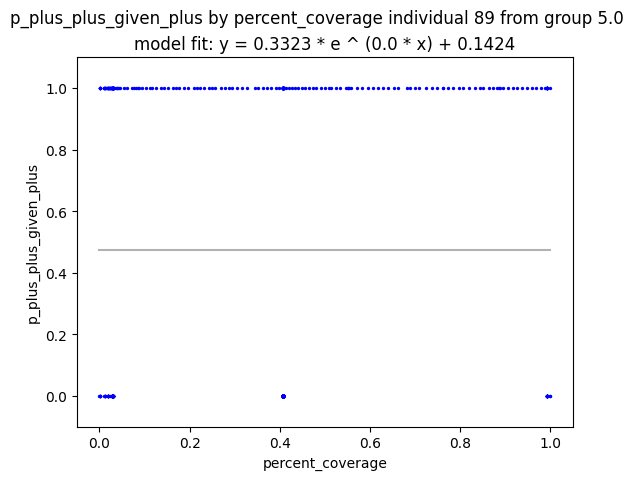 p_plus_plus_given_plus by percent_coverage individual 89 from group 5.0
model fit: y = 0.3323 * e ^ (0.0 * x) + 0.1424
1.0
0.8
0.6
0.4
0.2
0.0
p_plus_plus_given_plus
0.0 0.2 0.4 0.6 0.8 1.0
percent_coverage